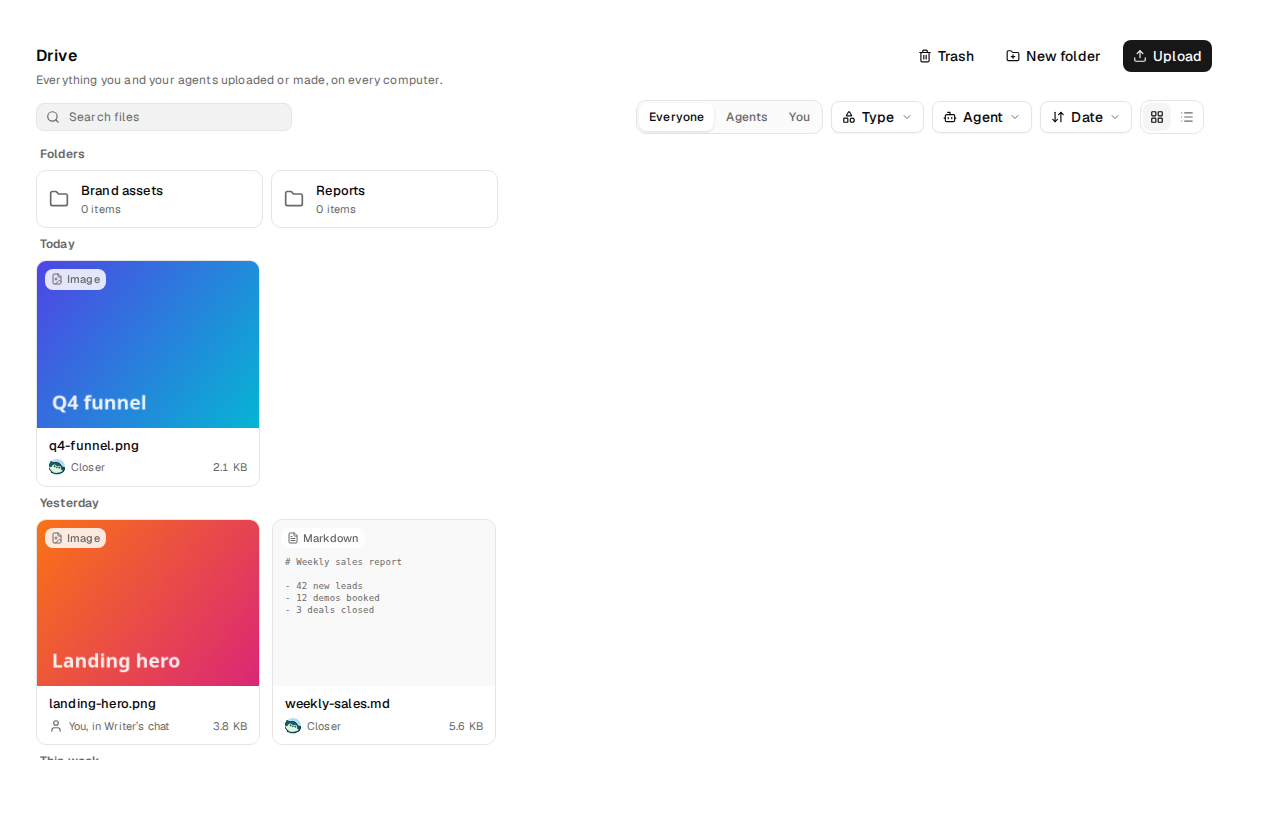 Drive
Trash
New folder
Upload
Everything you and your agents uploaded or made, on every computer.
Search files
Everyone
Agents
You
Type
Agent
Date
Folders
Brand assets
0 items
Reports
0 items
Today
Image
Q4 funnel
q4-funnel.png
Closer
2.1 KB
Yesterday
Image
Landing hero
landing-hero.png
You, in Writer's chat
3.8 KB
Markdown
# Weekly sales report
- 42 new leads
- 12 demos booked
- 3 deals closed
weekly-sales.md
Closer
5.6 KB
This week